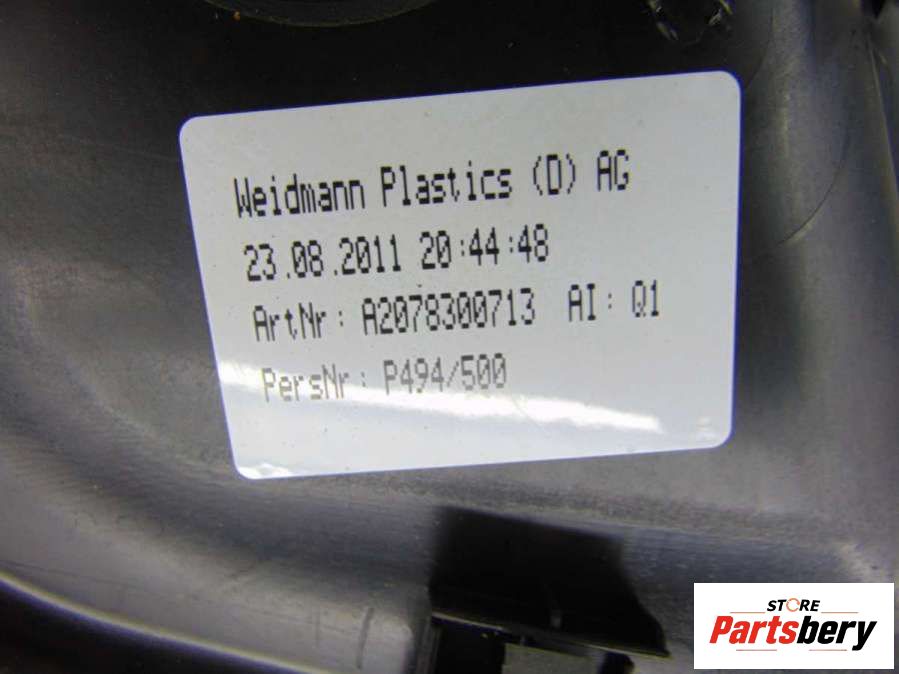 Weidmann Plastics (D) AG
23.08.2011 20:44:48
ArtNr: A2078300713 AI: Q1
PersNr: P494/500
STORE
Partsbery